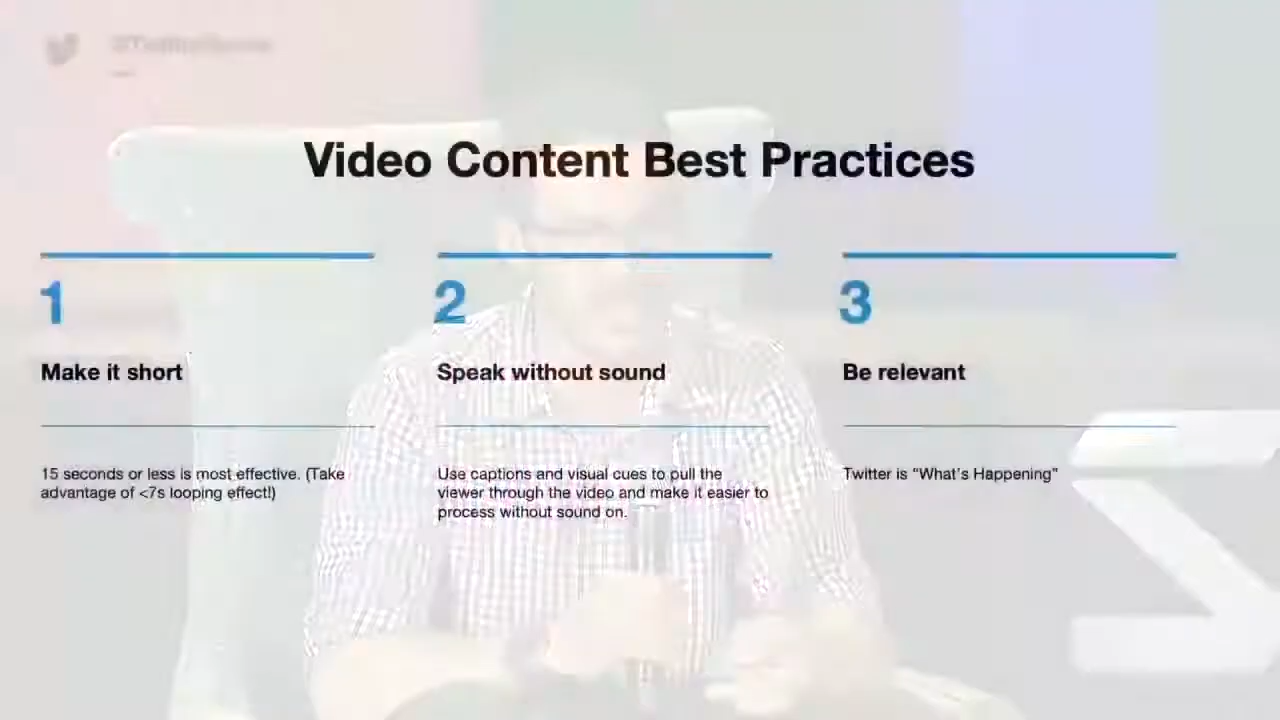 Video Content Best Practices
1
Make it short
15 seconds or less is most effective. (Take
advantage of <7s looping effect!)
2
Speak without sound
Use captions and visual cues to pull the
viewer through the video and make it easier to
process without sound on.
3
Be relevant
Twitter is “What’s Happening”